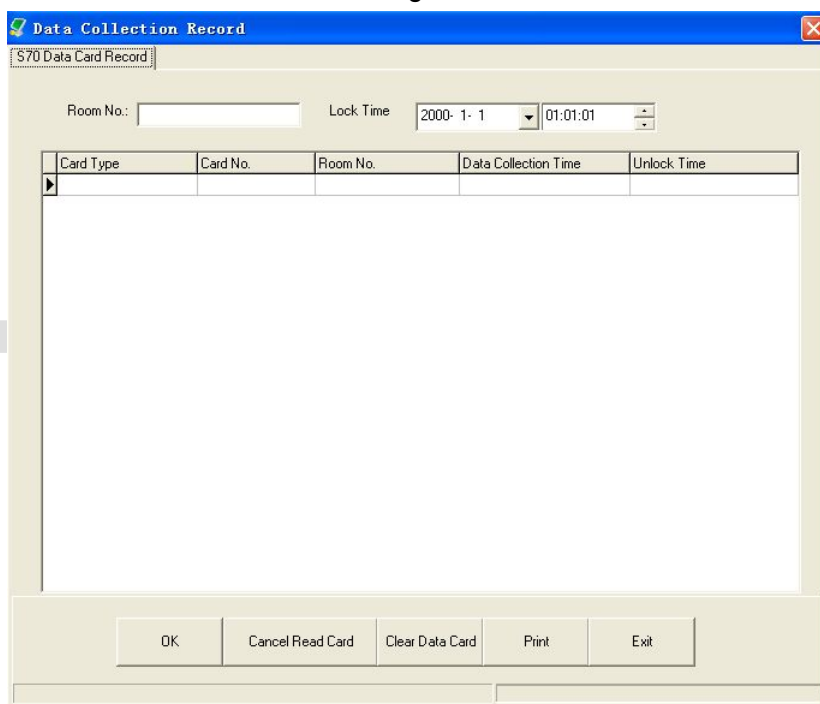 Data Collection Record
S70 Data Card Record
Room No.: Lock Time 2000- 1- 1 01:01:01
Card Type Card No. Room No. Data Collection Time Unlock Time
OK Cancel Read Card Clear Data Card Print Exit